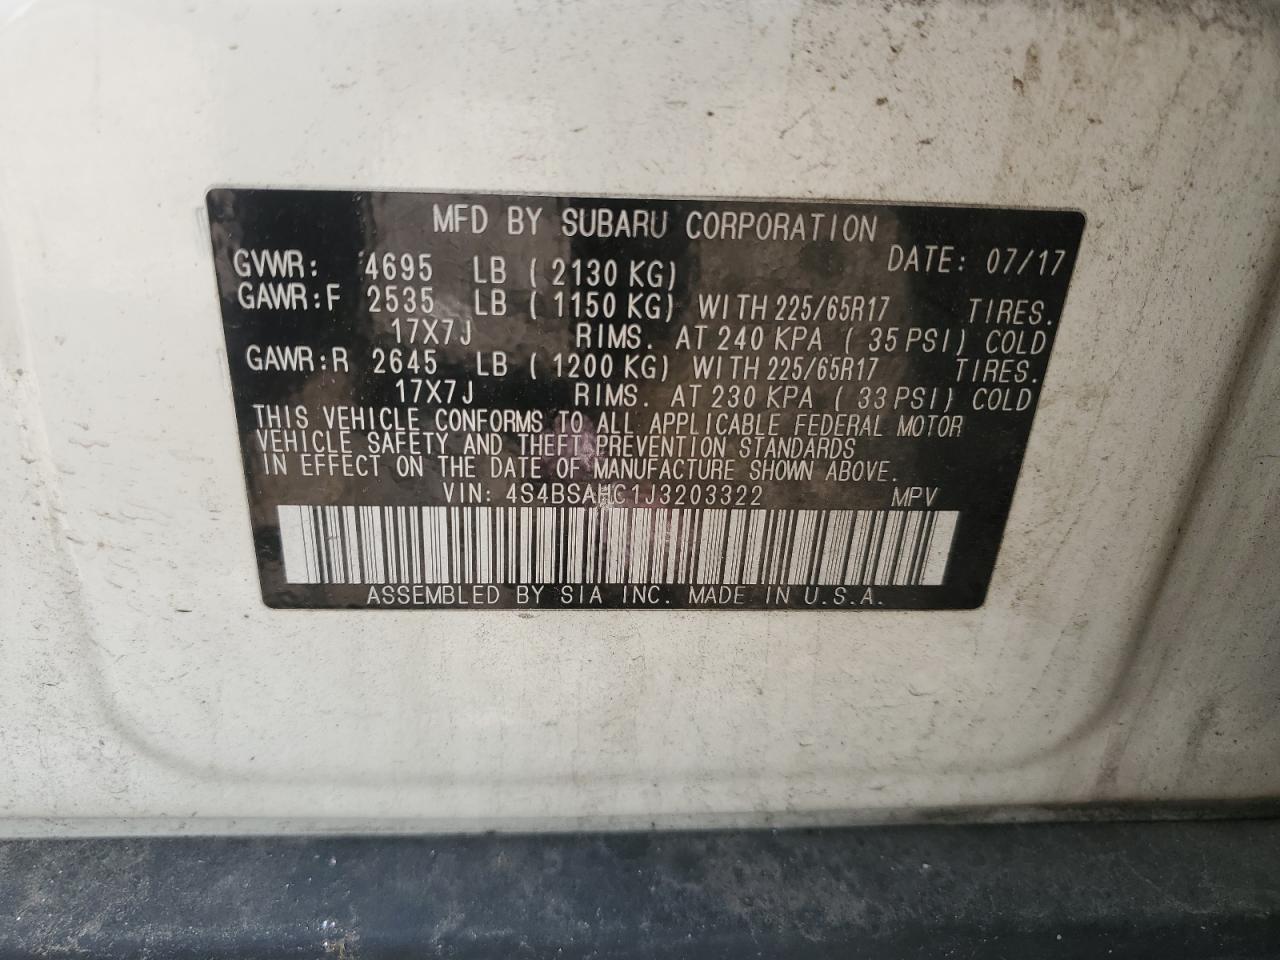 MFD BY SUBARU CORPORATION
DATE: 07/17
GVWR: 4695 LB ( 2130 KG)
GAWR:F 2535 LB ( 1150 KG) WITH 225/65R17 TIRES.
17X7J RIMS. AT 240 KPA ( 35 PSI) COLD
GAWR:R 2645 LB ( 1200 KG) WITH 225/65R17 TIRES.
17X7J RIMS. AT 230 KPA ( 33 PSI) COLD
THIS VEHICLE CONFORMS TO ALL APPLICABLE FEDERAL MOTOR
VEHICLE SAFETY AND THEFT PREVENTION STANDARDS
IN EFFECT ON THE DATE OF MANUFACTURE SHOWN ABOVE.
VIN: 4S4BSAHC1J3203322 MPV
ASSEMBLED BY SIA INC. MADE IN U.S.A.